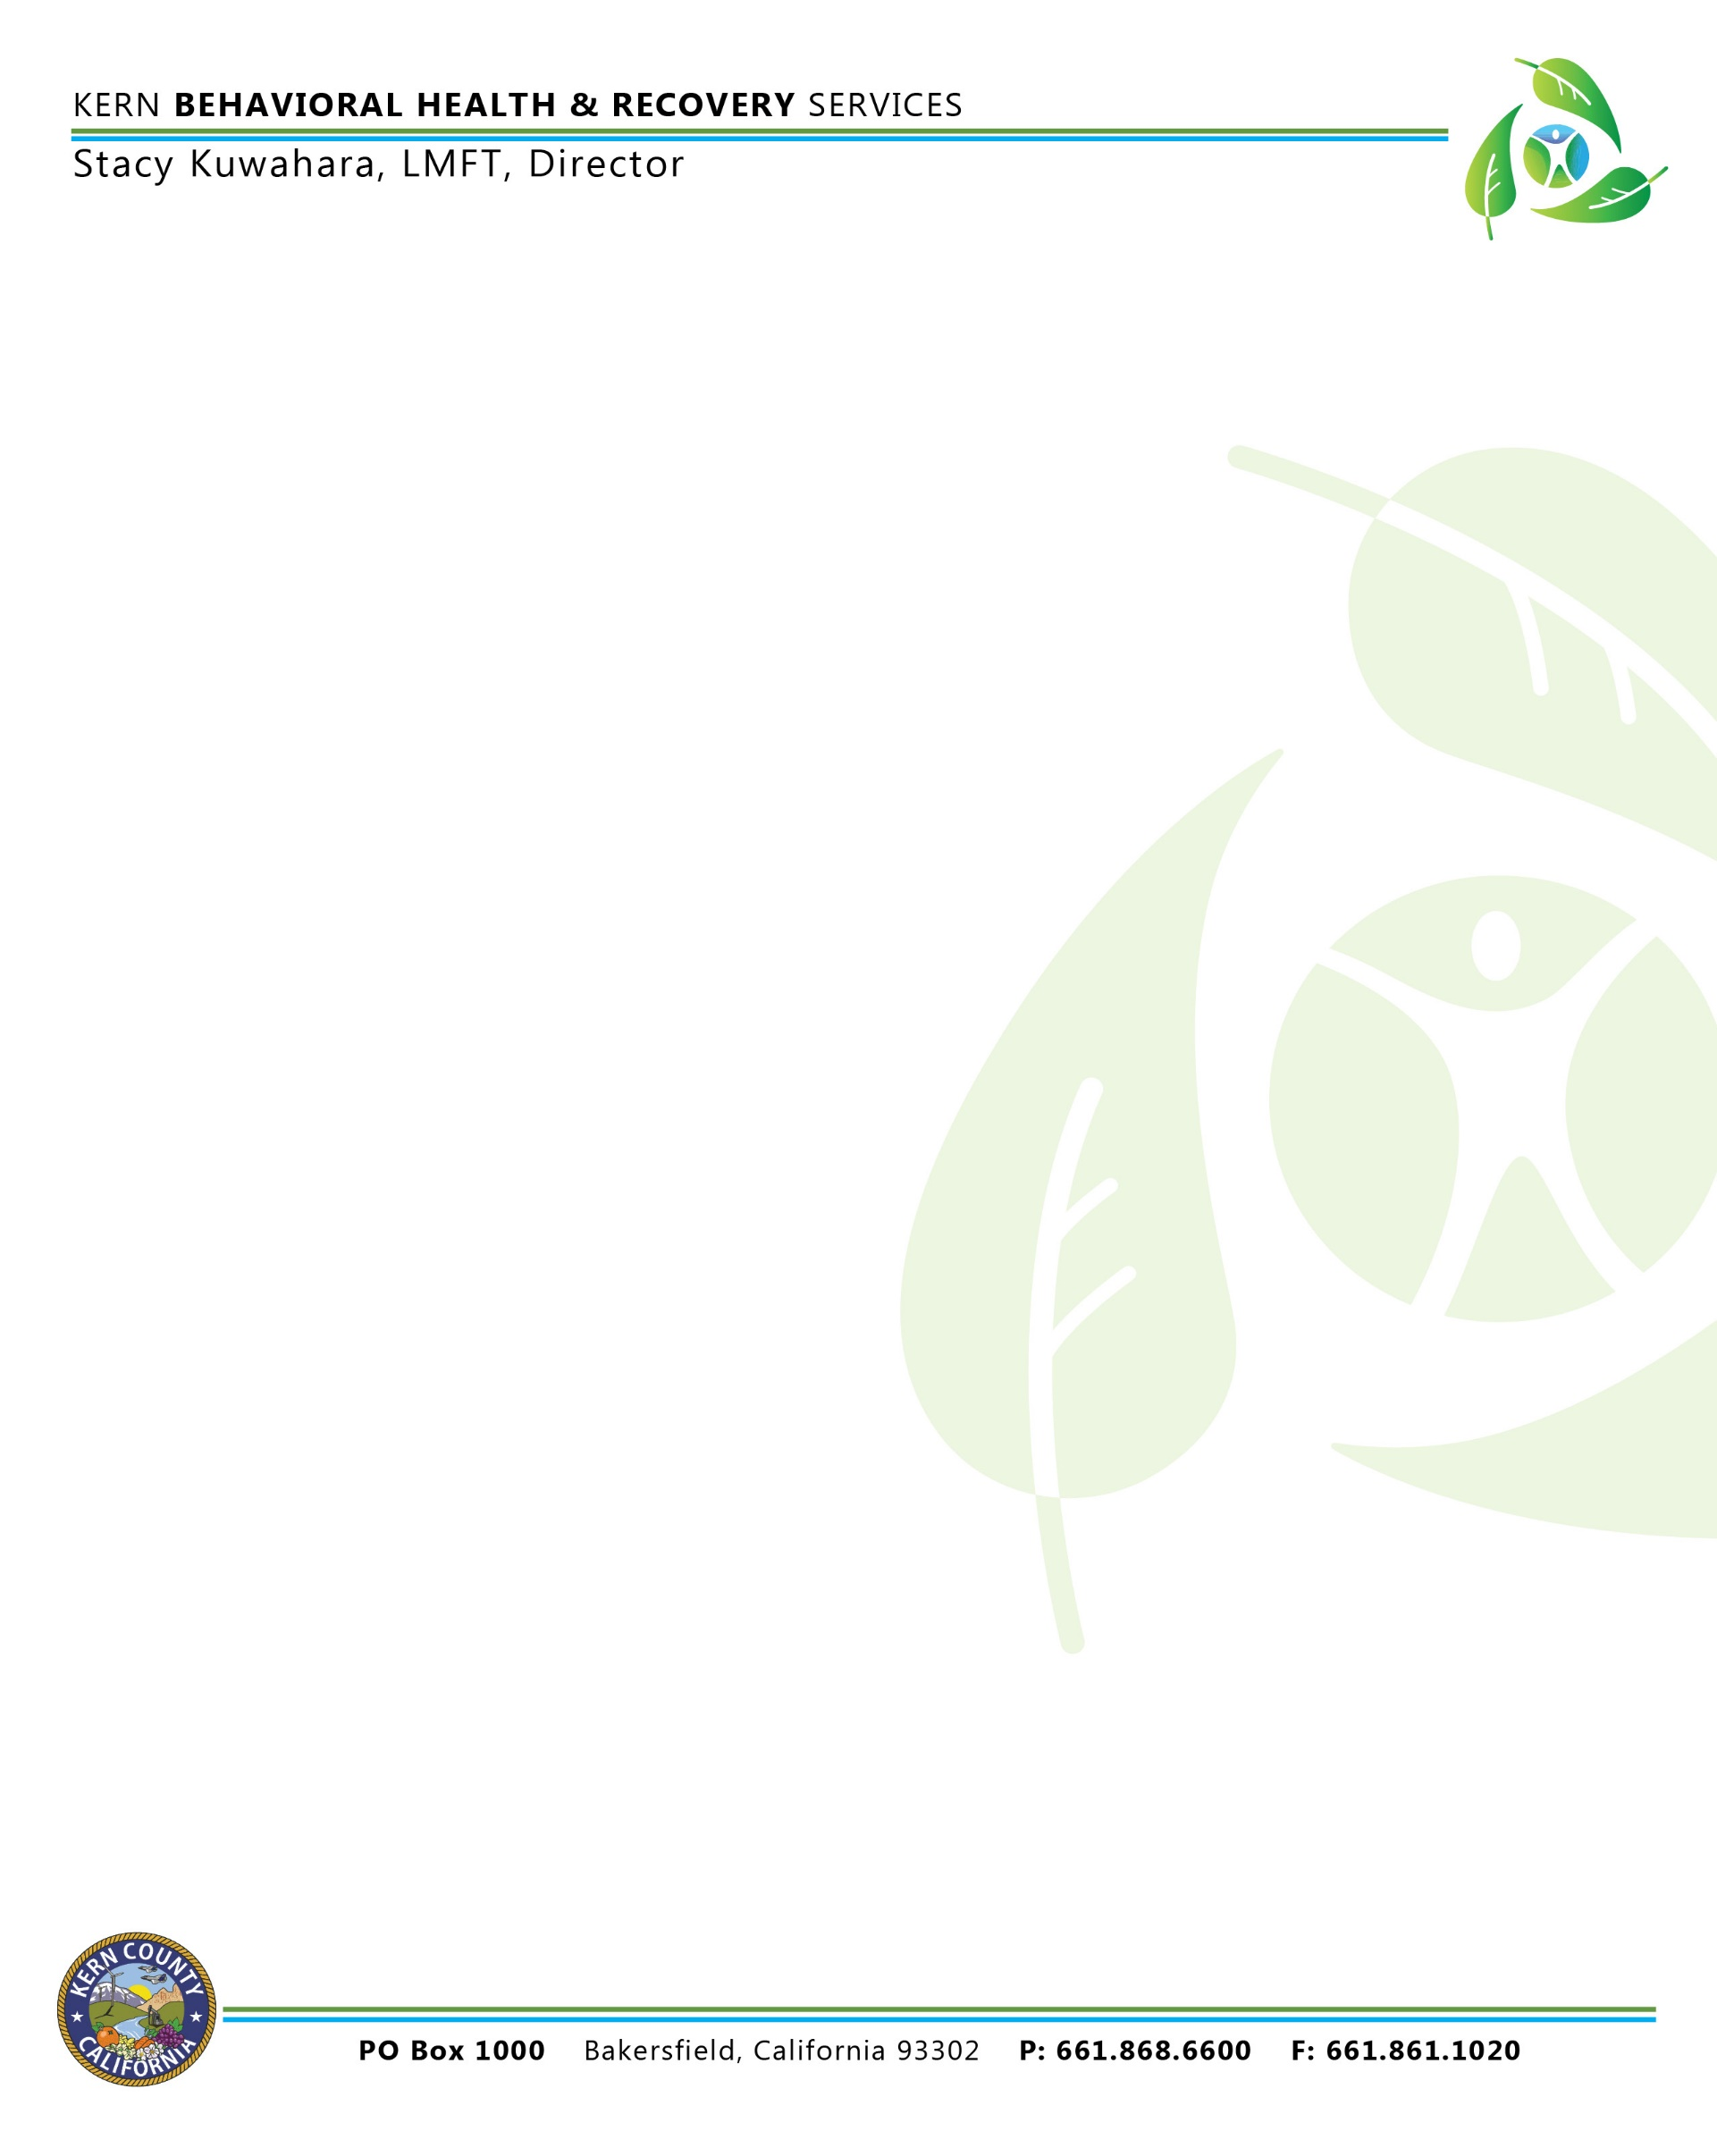 KERN BEHAVIORAL HEALTH & RECOVERY SERVICES
Stacy Kuwahara, LMFT, Director
KERN COUNTY
CALIFORNIA
PO Box 1000 Bakersfield, California 93302 P: 661.868.6600 F: 661.861.1020